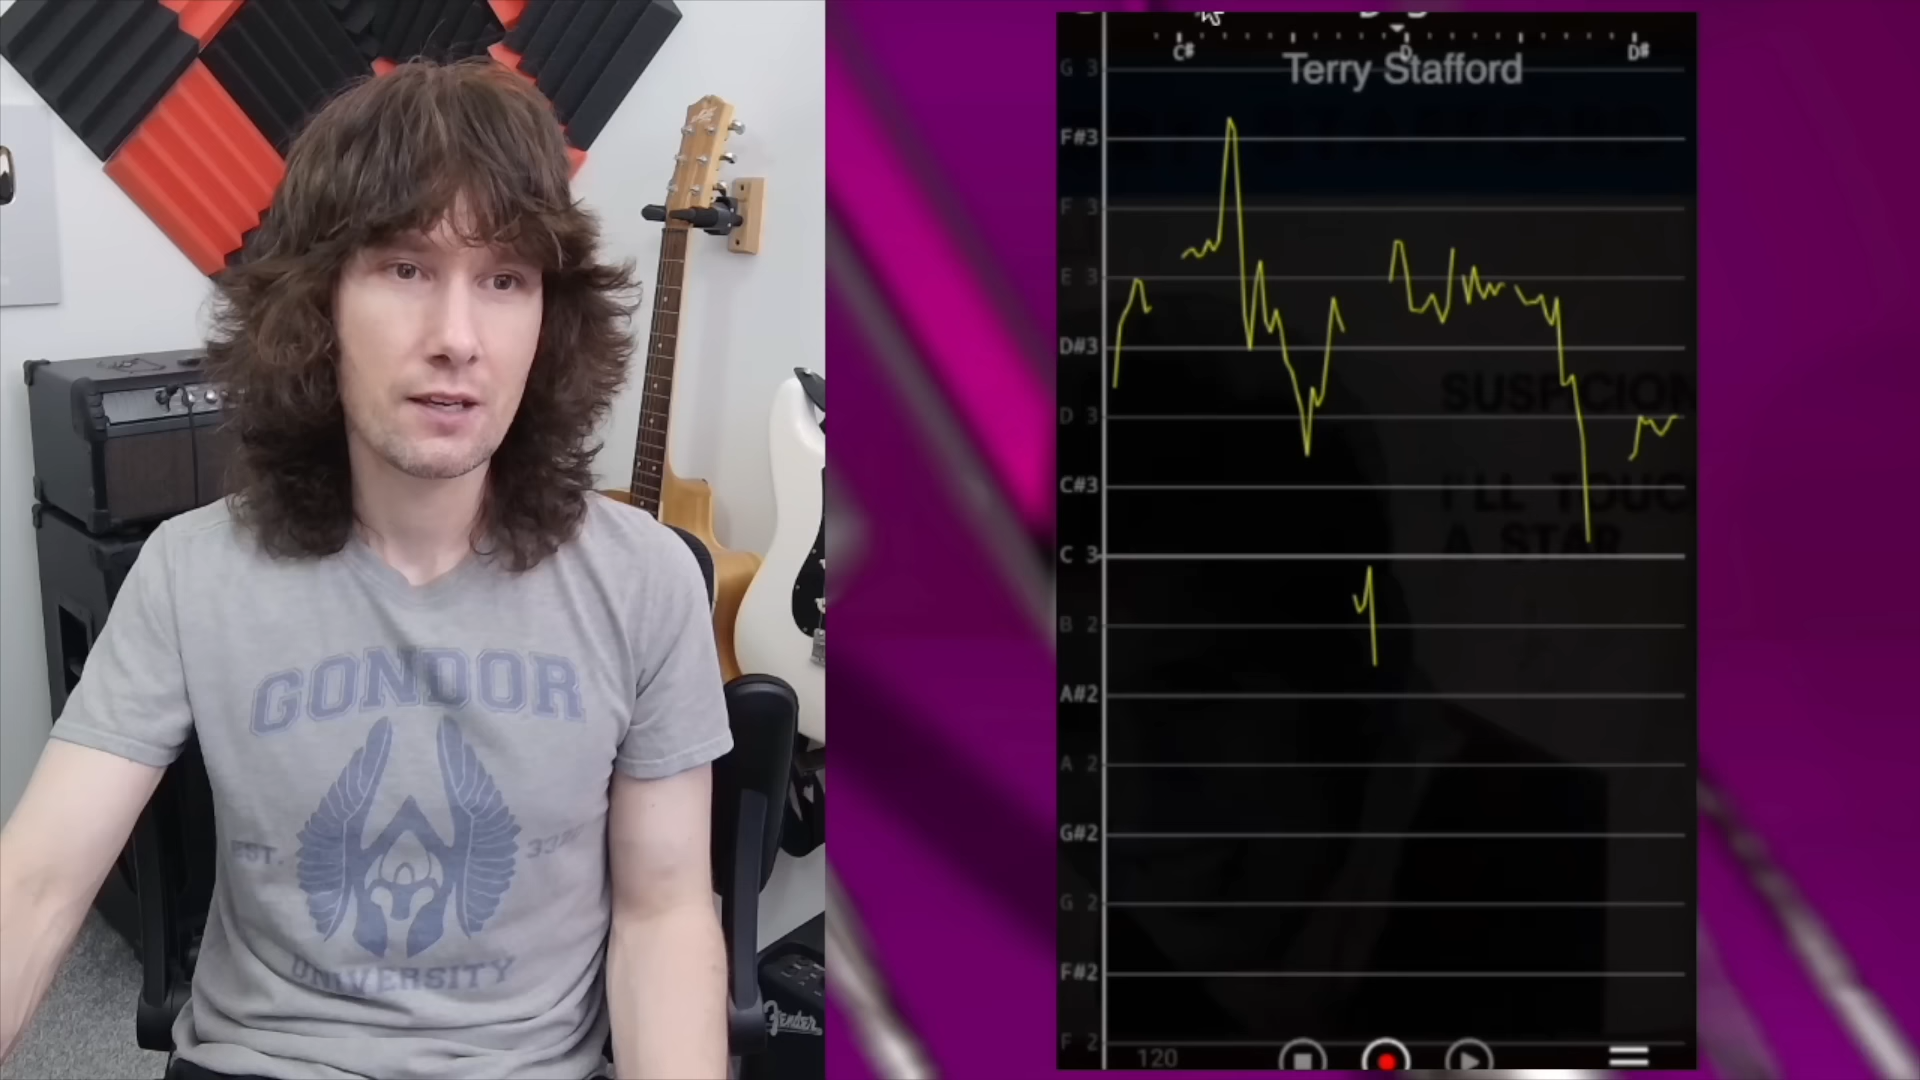 GONDOR
EST.
UNIVERSITY
Fender
C# D D#
Terry Stafford
G 3
F#3
F 3
E 3
D#3
D 3
C#3
C 3
B 2
A#2
A 2
G#2
G 2
F#2
F 2
SUSPICION
I'LL TOUC
A STAR
120